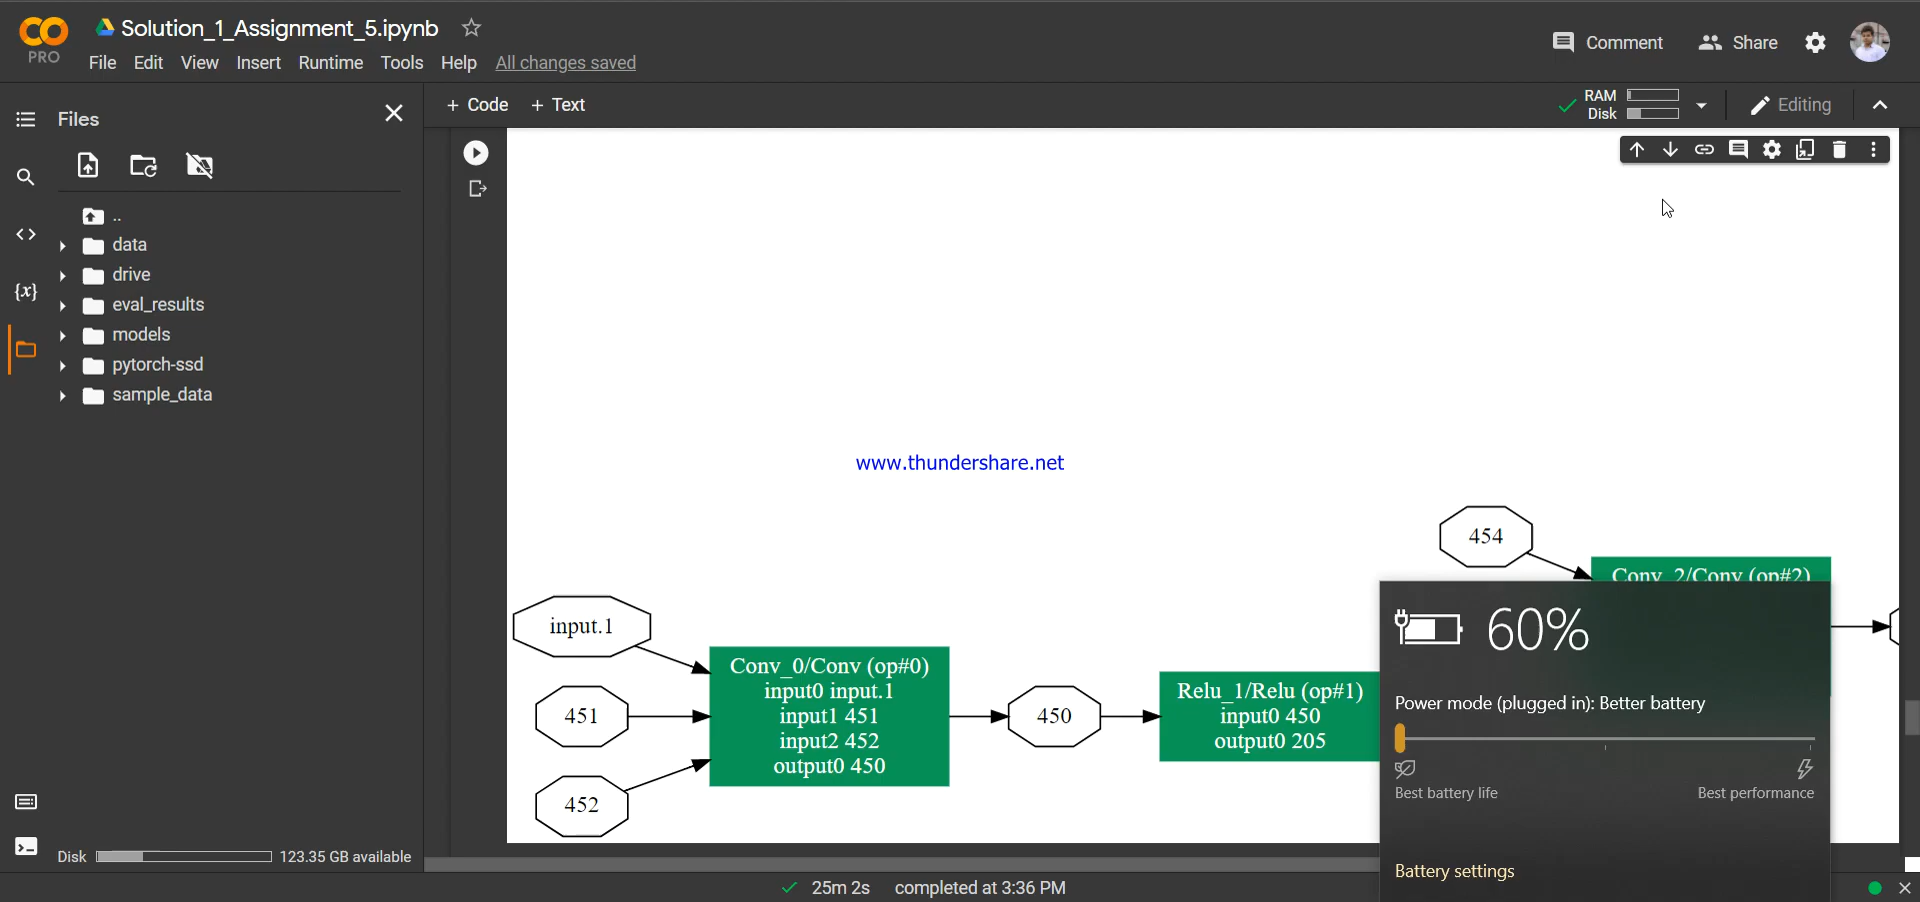 Solution_1_Assignment_5.ipynb
PRO
File Edit View Insert Runtime Tools Help All changes saved
Comment Share
Files
+ Code + Text
RAM
Disk
Editing
..
data
drive
eval_results
models
pytorch-ssd
sample_data
{x}
www.thundershare.net
454
Conv_2/Conv (op#2)
input.1
451
452
Conv_0/Conv (op#0)
input0 input.1
input1 451
input2 452
output0 450
450
Relu_1/Relu (op#1)
input0 450
output0 205
60%
Power mode (plugged in): Better battery
Best battery life Best performance
Battery settings
Disk 123.35 GB available
25m 2s completed at 3:36 PM